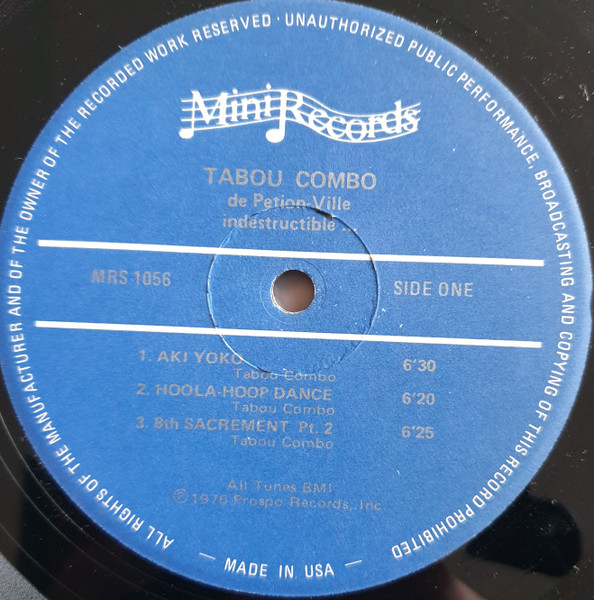 ALL RIGHTS OF THE MANUFACTURER AND OF THE OWNER OF THE RECORDED WORK RESERVED · UNAUTHORIZED PUBLIC PERFORMANCE, BROADCASTING AND COPYING OF THIS RECORD PROHIBITED
Mini Records
TABOU COMBO
de Petion-Ville
indestructible ...
MRS 1056
SIDE ONE
1. AKI YOKO 6'30
Tabou Combo
2. HOOLA-HOOP DANCE 6'20
Tabou Combo
3. 8th SACREMENT Pt. 2 6'25
Tabou Combo
All Tunes BMI
℗ 1976 Prospo Records, Inc
— MADE IN USA —